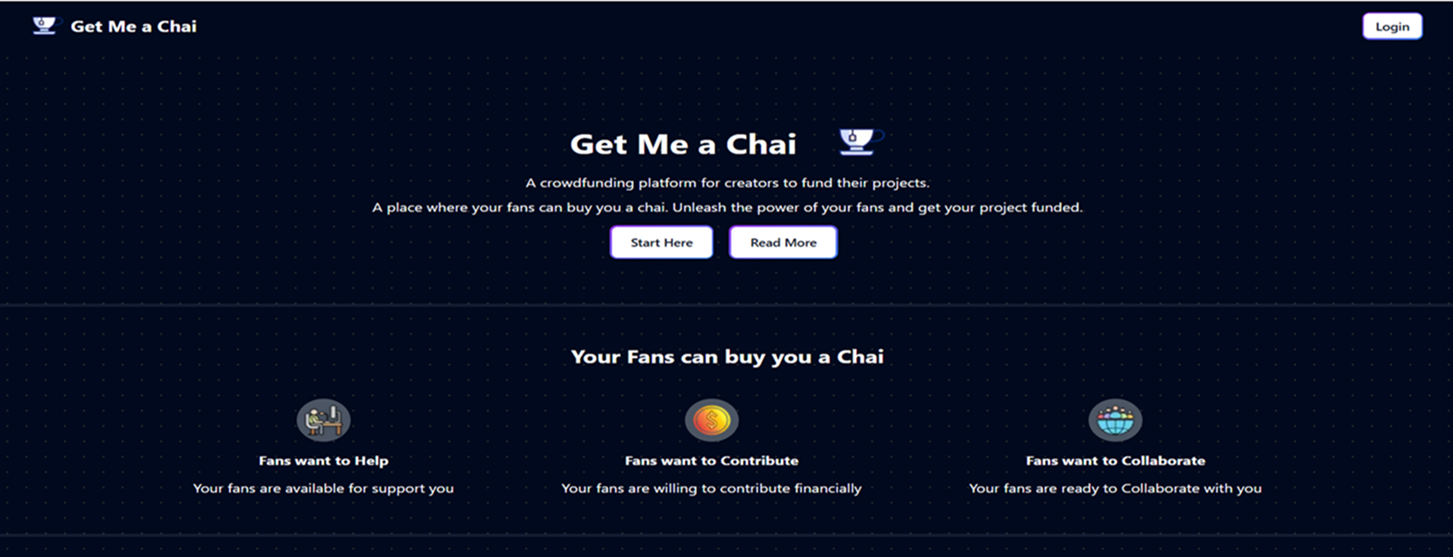 Get Me a Chai
Login
Get Me a Chai
A crowdfunding platform for creators to fund their projects.
A place where your fans can buy you a chai. Unleash the power of your fans and get your project funded.
Start Here
Read More
Your Fans can buy you a Chai
Fans want to Help
Your fans are available for support you
Fans want to Contribute
Your fans are willing to contribute financially
Fans want to Collaborate
Your fans are ready to Collaborate with you